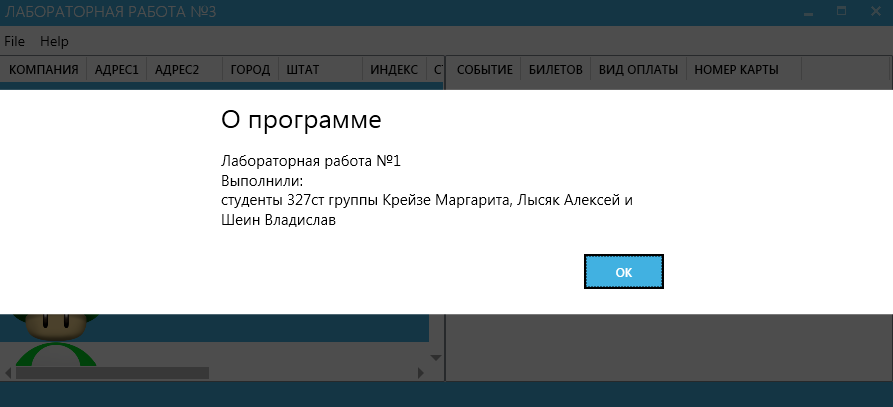 ЛАБОРАТОРНАЯ РАБОТА №3
File Help
КОМПАНИЯ АДРЕС1 АДРЕС2 ГОРОД ШТАТ ИНДЕКС СОБЫТИЕ БИЛЕТОВ ВИД ОПЛАТЫ НОМЕР КАРТЫ
О программе
Лабораторная работа №1
Выполнили:
студенты 327ст группы Крейзе Маргарита, Лысяк Алексей и
Шеин Владислав
ОК